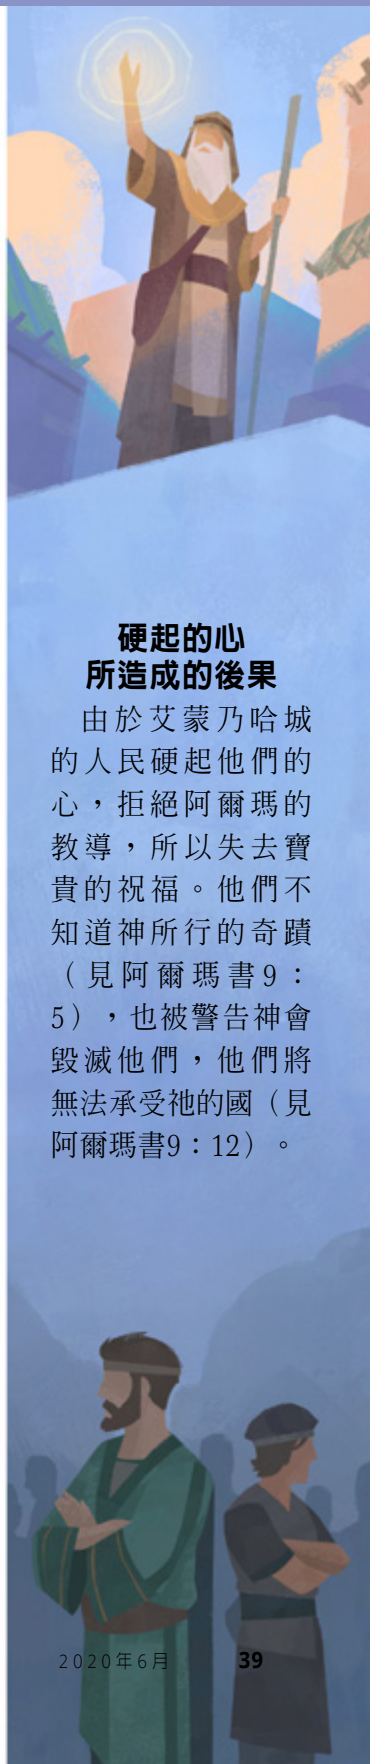 硬起的心
所造成的後果
由於艾蒙乃哈城
的人民硬起他們的
心，拒絕阿爾瑪的
教導，所以失去寶
貴的祝福。他們不
知道神所行的奇蹟
（見阿爾瑪書9：
5），也被警告神會
毀滅他們，他們將
無法承受祂的國（見
阿爾瑪書9：12）。
2020年6月 39